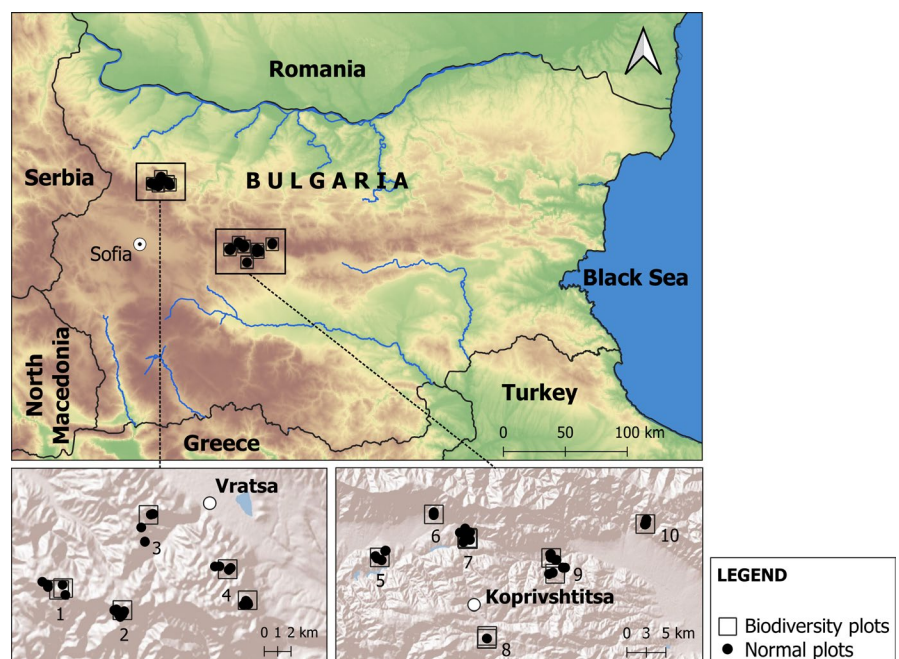 Romania
Serbia
B U L G A R I A
Sofia
Black Sea
North
Macedonia
Turkey
Greece
0 50 100 km
Vratsa
3
4
1
2
0 1 2 km
6
10
7
5
9
Koprivshtitsa
8
0 3 5 km
LEGEND
Biodiversity plots
Normal plots